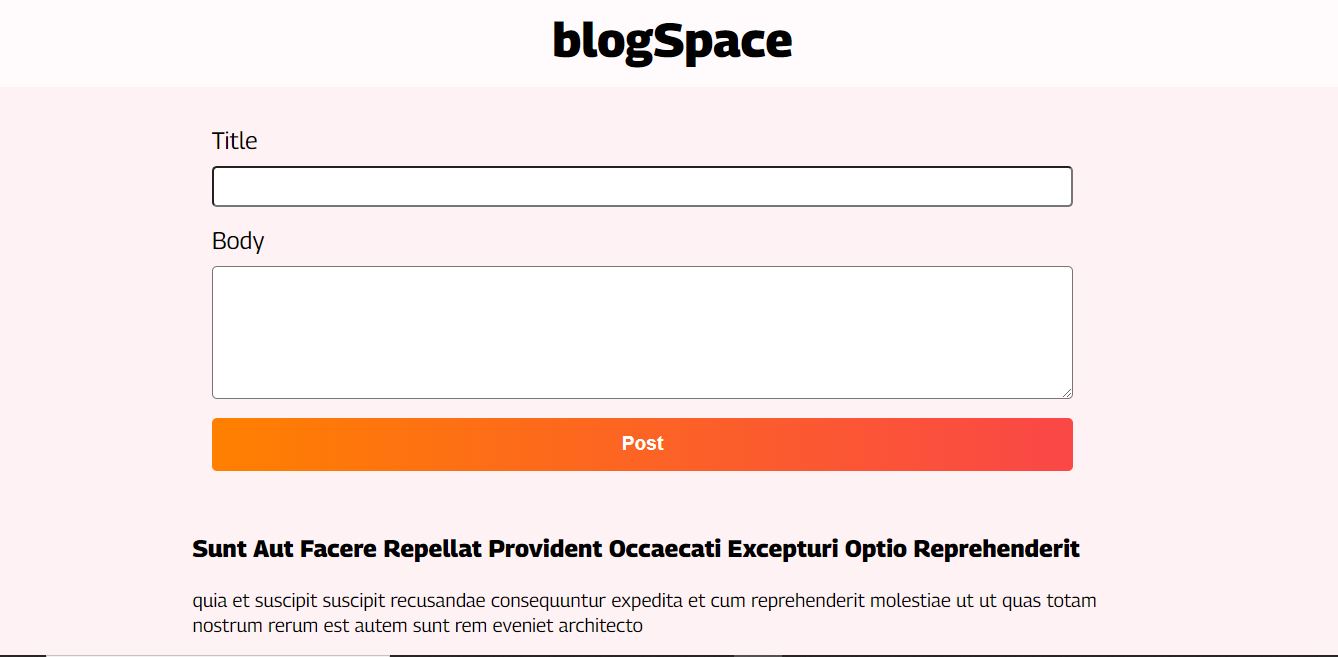 blogSpace
Title
Body
Post
Sunt Aut Facere Repellat Provident Occaecati Excepturi Optio Reprehenderit
quia et suscipit suscipit recusandae consequuntur expedita et cum reprehenderit molestiae ut ut quas totam
nostrum rerum est autem sunt rem eveniet architecto